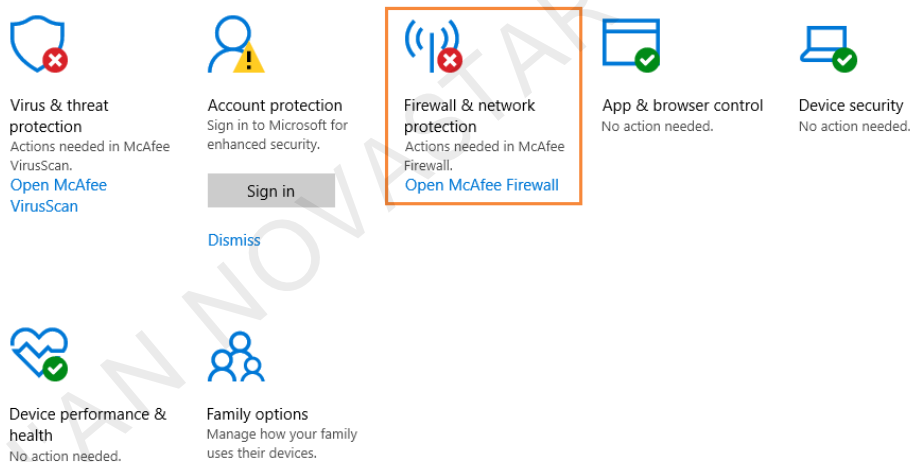 Virus & threat
protection
Actions needed in McAfee
VirusScan.
Open McAfee
VirusScan
Account protection
Sign in to Microsoft for
enhanced security.
Sign in
Dismiss
Firewall & network
protection
Actions needed in McAfee
Firewall.
Open McAfee Firewall
App & browser control
No action needed.
Device security
No action needed.
Device performance &
health
No action needed.
Family options
Manage how your family
uses their devices.
NOVASTAR